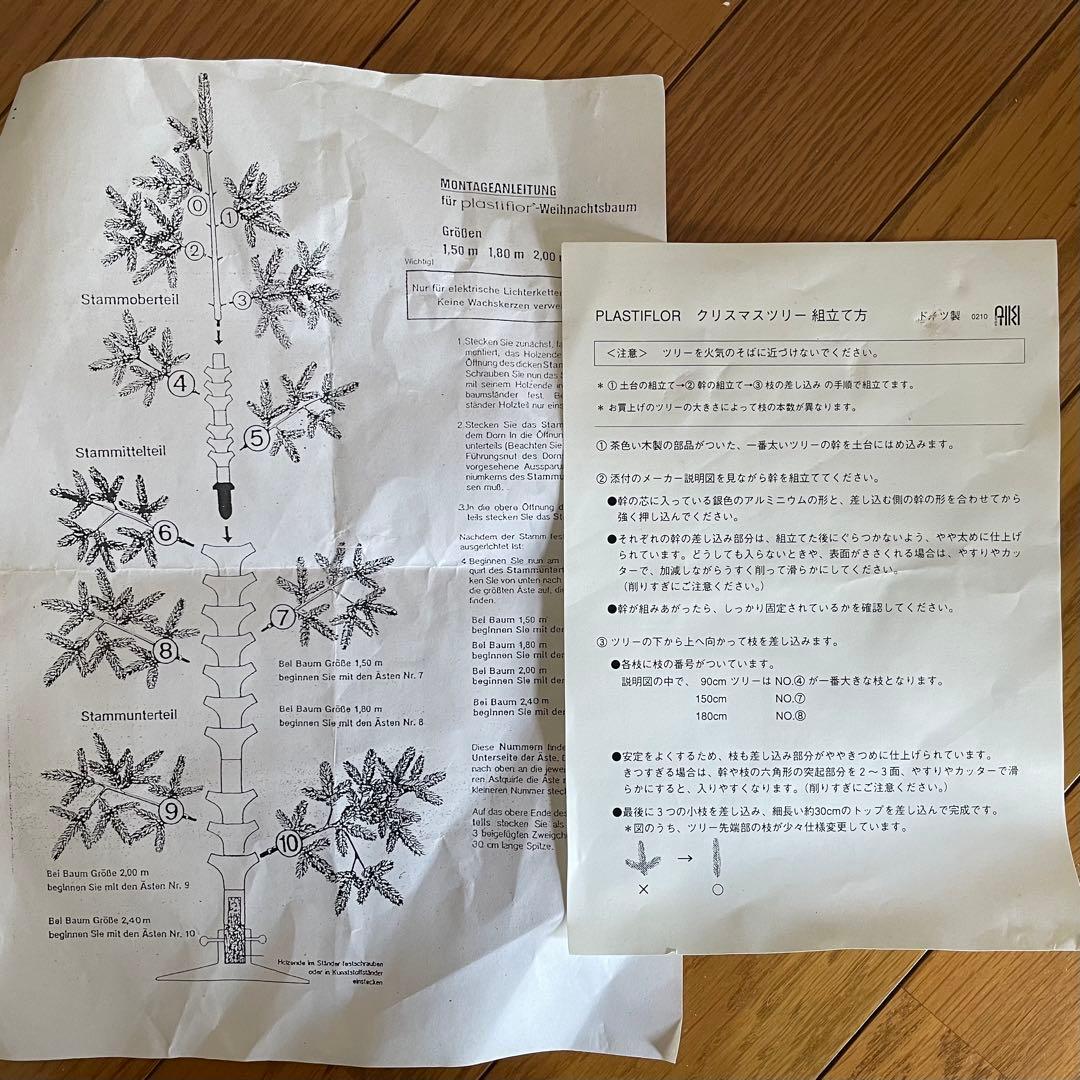 MONTAGEANLEITUNG
für plastiflor®-Weihnachtsbaum
Größen
1,50 m 1,80 m 2,00
Wichtig!
Nur für elektrische Lichterketten
Keine Wachskerzen
1. Stecken Sie zunächst,
montiert, das Holzende
Öffnung des dicken
Schrauben Sie nun das
mit seinem Holzende
baumständer fest.
ständer Holzteil nur
2. Stecken Sie das
dem Dorn in die
unterteils (Beachten Sie
Führungsnut des
vorgesehene
niumkerns des
sen muß.
3. In die obere Öffnung
teils stecken Sie das
Nachdem der Stamm
ausgerichtet ist:
4. Beginnen Sie nun am
quirl des
ken Sie von unten nach
die größten Äste auf,
finden.
Bei Baum 1,50 m
beginnen Sie mit
Bei Baum 1,80
beginnen Sie mit
Bei Baum 2,00
beginnen Sie mit
Bei Baum 2,40
beginnen Sie mit
Diese Nummern
Unterseite der Äste.
nach oben an die
ren Astquirle die Äste
kleineren Nummer
Auf das obere Ende des
teils stecken Sie
3 beigefügten
30 cm lange Spitze.
0
1
2
3
Stammoberteil
4
5
Stammittelteil
6
7
8
Bei Baum Größe 1,50 m
beginnen Sie mit den Ästen Nr. 7
Bei Baum Größe 1,80 m
beginnen Sie mit den Ästen Nr. 8
Stammunterteil
9
10
Bei Baum Größe 2,00 m
beginnen Sie mit den Ästen Nr. 9
Bei Baum Größe 2,40 m
beginnen Sie mit den Ästen Nr. 10
Holzende im Ständer festschrauben
oder in Kunststoffständer
einstecken
PLASTIFLOR クリスマスツリー 組立て方 ドイツ製 0210
<注意> ツリーを火気のそばに近づけないでください。
* ① 土台の組立て→② 幹の組立て→③ 枝の差し込み の手順で組立てます。
* お買上げのツリーの大きさによって枝の本数が異なります。
① 茶色い木製の部品がついた、一番太いツリーの幹を土台にはめ込みます。
② 添付のメーカー説明図を見ながら幹を組立ててください。
●幹の芯に入っている銀色のアルミニウムの形と、差し込む側の幹の形を合わせてから
強く押し込んでください。
●それぞれの幹の差し込み部分は、組立てた後にぐらつかないよう、やや太めに仕上げ
られています。どうしても入らないときや、表面がささくれる場合は、やすりやカッ
ターで、加減しながらうすく削って滑らかにしてください。
（削りすぎにご注意ください。）
●幹が組みあがったら、しっかり固定されているかを確認してください。
③ ツリーの下から上へ向かって枝を差し込みます。
●各枝に枝の番号がついています。
説明図の中で、 90cm ツリーは NO.④ が一番大きな枝となります。
150cm NO.⑦
180cm NO.⑧
●安定をよくするため、枝も差し込み部分がややきつめに仕上げられています。
きつすぎる場合は、幹や枝の六角形の突起部分を２～３面、やすりやカッターで滑
らかにすると、入りやすくなります。（削りすぎにご注意ください。）
●最後に３つの小枝を差し込み、細長い約30cmのトップを差し込んで完成です。
＊図のうち、ツリー先端部の枝が少々仕様変更しています。
→
× ○